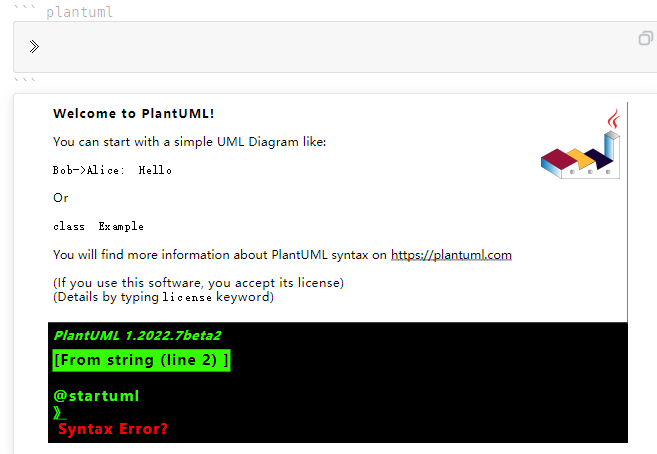 ``` plantuml
》
```
Welcome to PlantUML!
You can start with a simple UML Diagram like:
Bob->Alice: Hello
Or
class Example
You will find more information about PlantUML syntax on https://plantuml.com
(If you use this software, you accept its license)
(Details by typing license keyword)
PlantUML 1.2022.7beta2
[From string (line 2) ]
@startuml
》
Syntax Error?